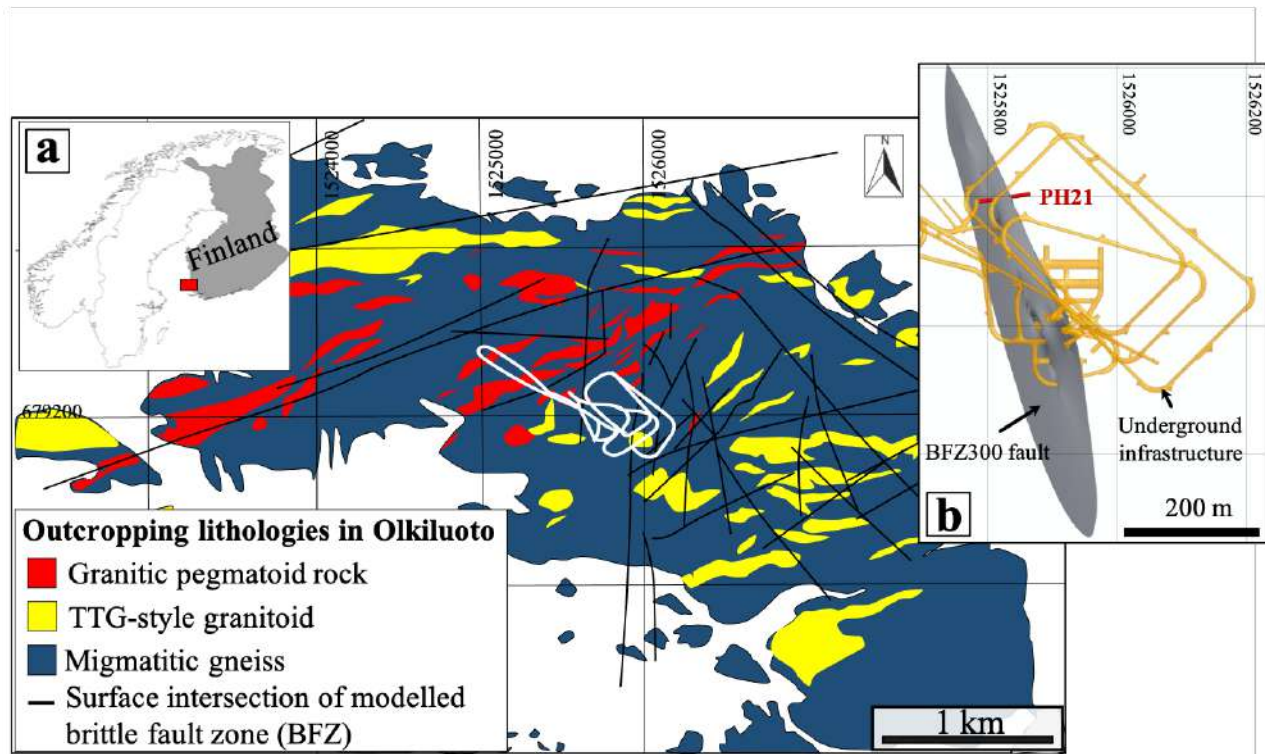 a
Finland
1524000
1525000
1526000
N
679200
Outcropping lithologies in Olkiluoto
Granitic pegmatoid rock
TTG-style granitoid
Migmatitic gneiss
Surface intersection of modelled
brittle fault zone (BFZ)
1 km
1525800
1526000
1526200
PH21
BFZ300 fault
Underground
infrastructure
b
200 m